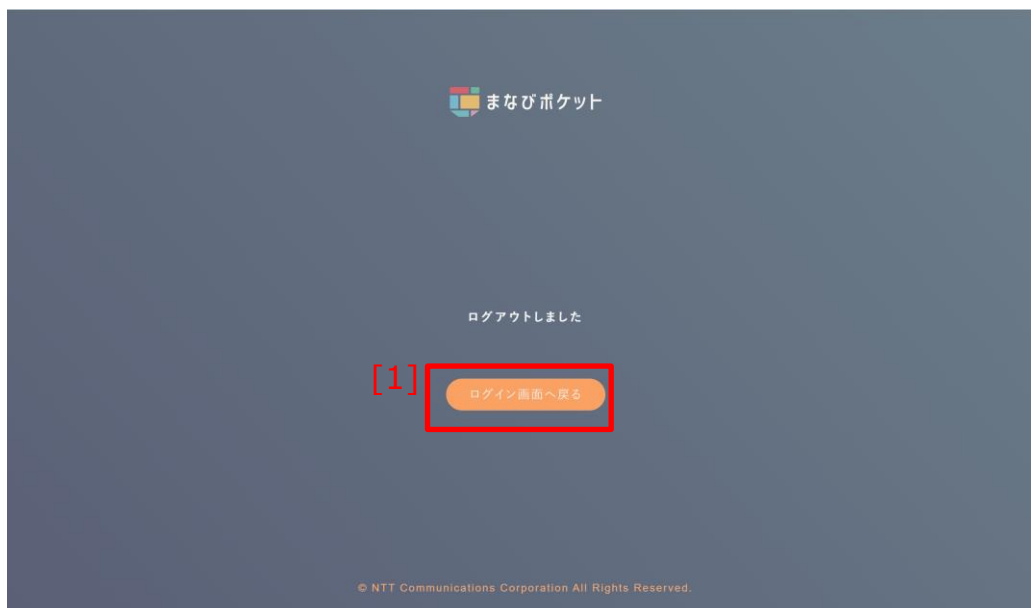 まなびポケット
ログアウトしました
[1]
ログイン画面へ戻る
© NTT Communications Corporation All Rights Reserved.